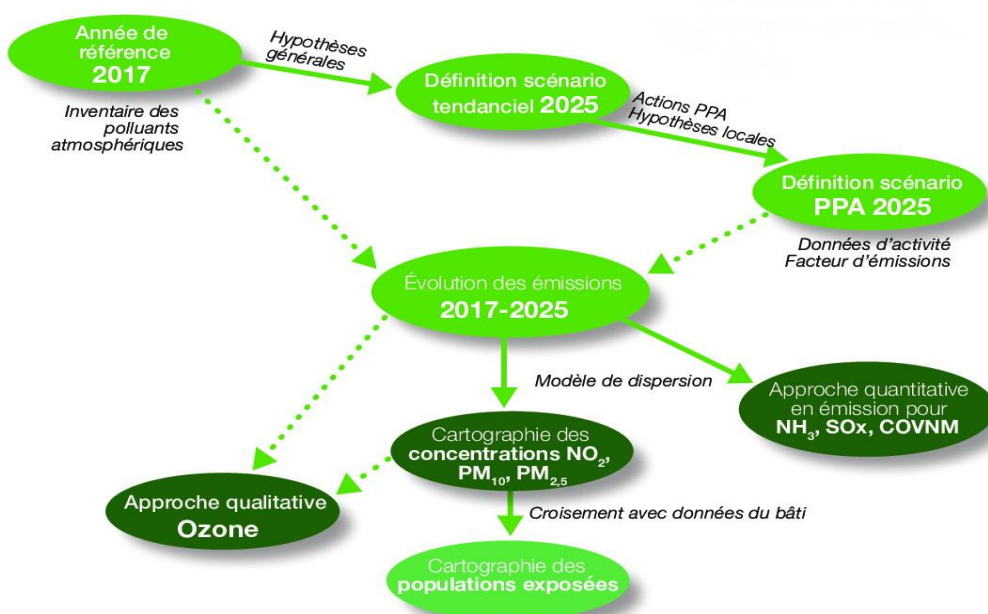 Année de
référence
2017
Hypothèses
générales
Inventaire des
polluants
atmosphériques
Définition scénario
tendanciel 2025
Actions PPA
Hypothèses locales
Définition scénario
PPA 2025
Données d'activité
Facteur d'émissions
Évolution des émissions
2017-2025
Modèle de dispersion
Approche quantitative
en émission pour
NH₃, SOx, COVNM
Cartographie des
concentrations NO₂,
PM₁₀, PM₂,₅
Approche qualitative
Ozone
Croisement avec données du bâti
Cartographie des
populations exposées